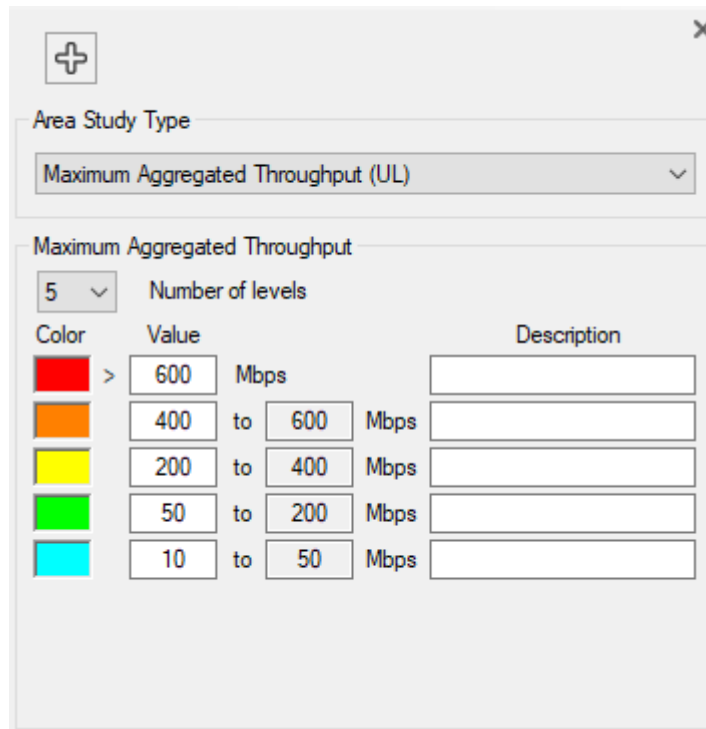 Area Study Type
Maximum Aggregated Throughput (UL)
Maximum Aggregated Throughput
5 Number of levels
Color Value Description
> 600 Mbps
400 to 600 Mbps
200 to 400 Mbps
50 to 200 Mbps
10 to 50 Mbps